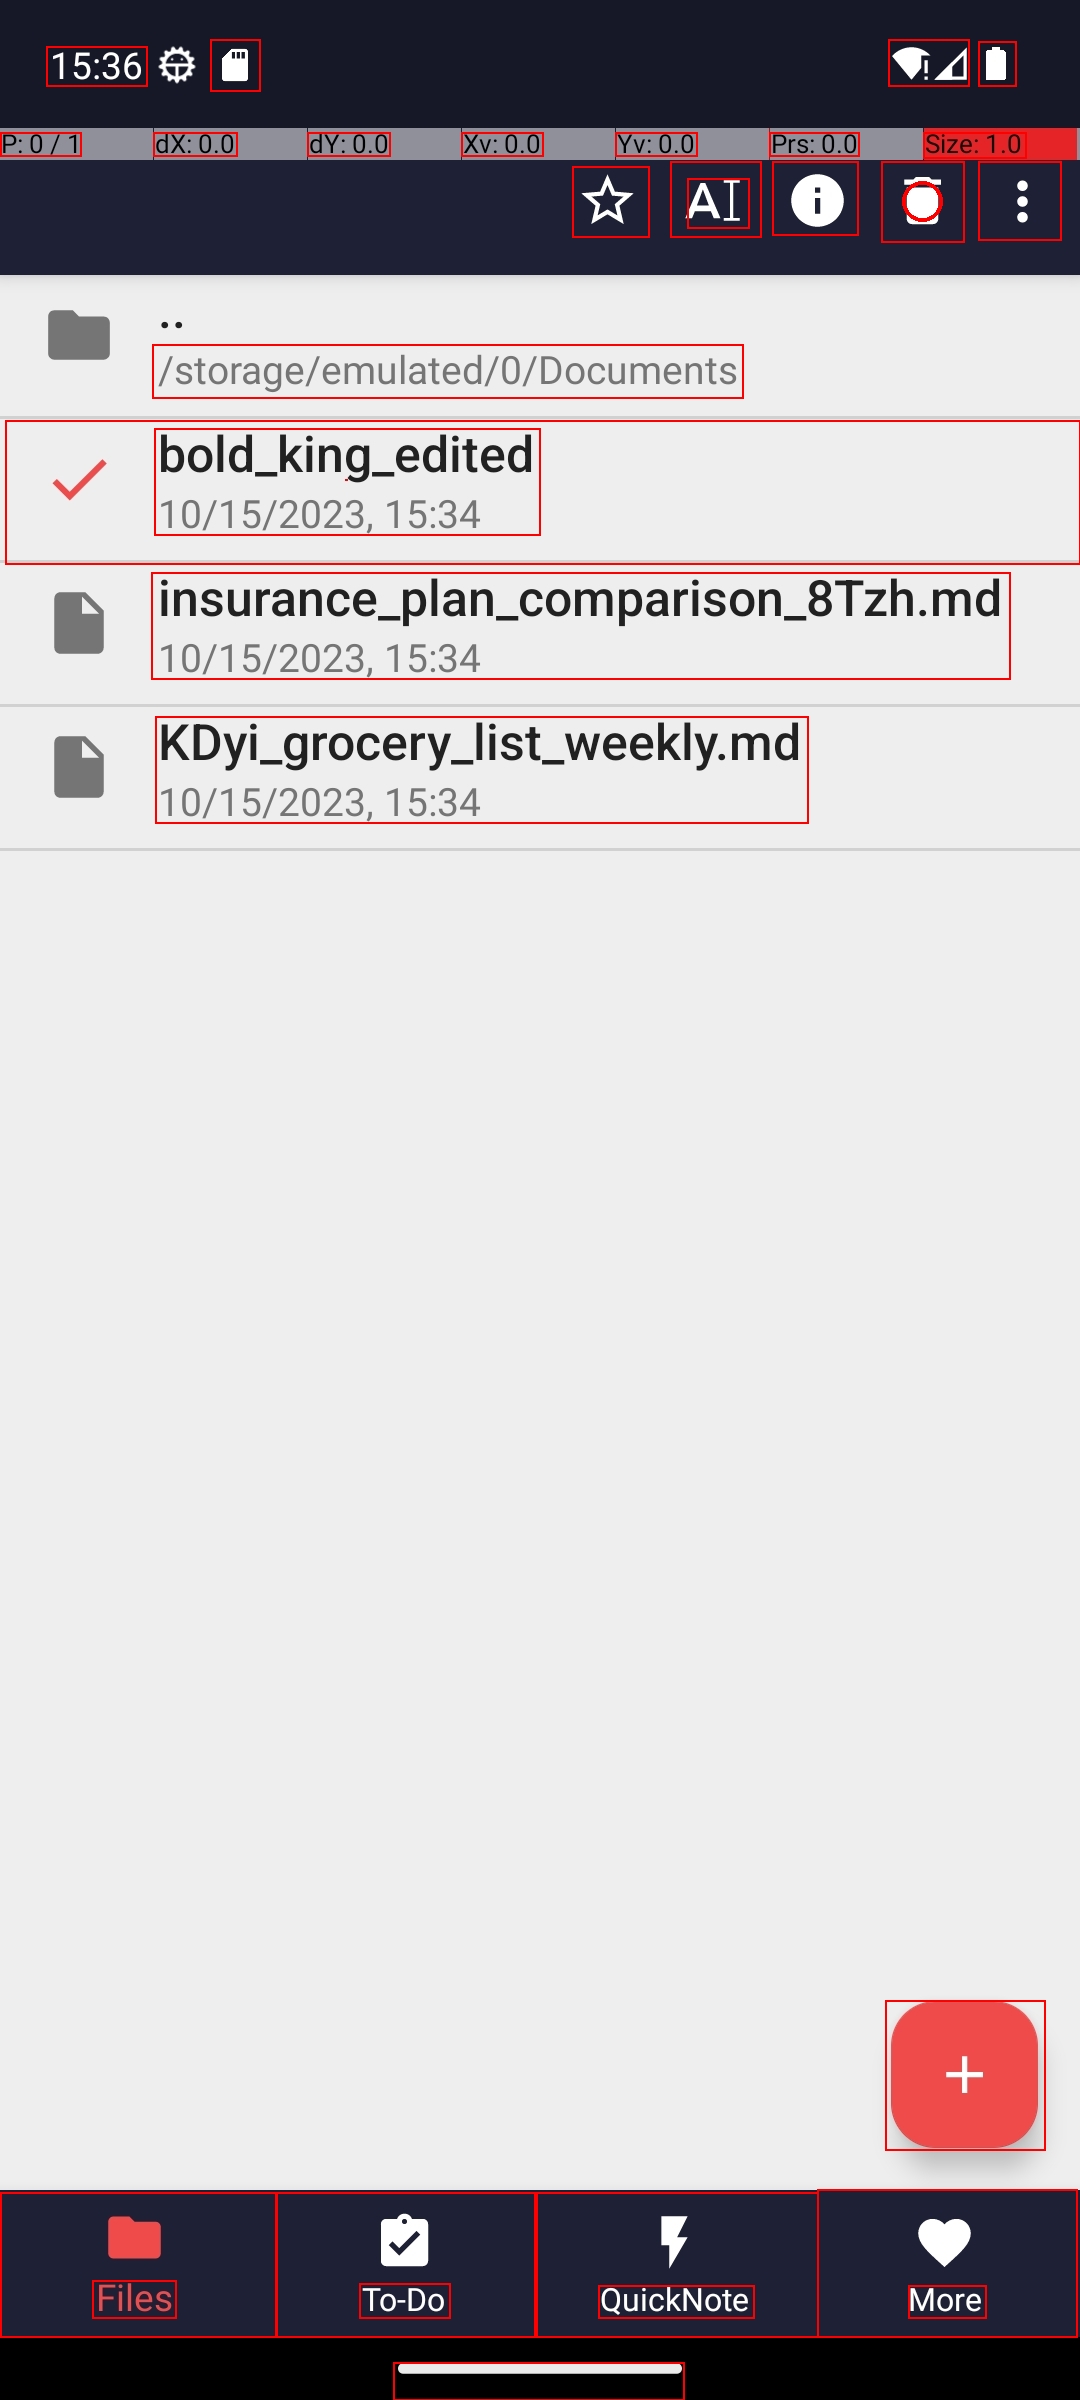 15:36
P: 0 / 1 dX: 0.0 dY: 0.0 Xv: 0.0 Yv: 0.0 Prs: 0.0 Size: 1.0
AI
..
/storage/emulated/0/Documents
bold_king_edited
10/15/2023, 15:34
insurance_plan_comparison_8Tzh.md
10/15/2023, 15:34
KDyi_grocery_list_weekly.md
10/15/2023, 15:34
Files To-Do QuickNote More